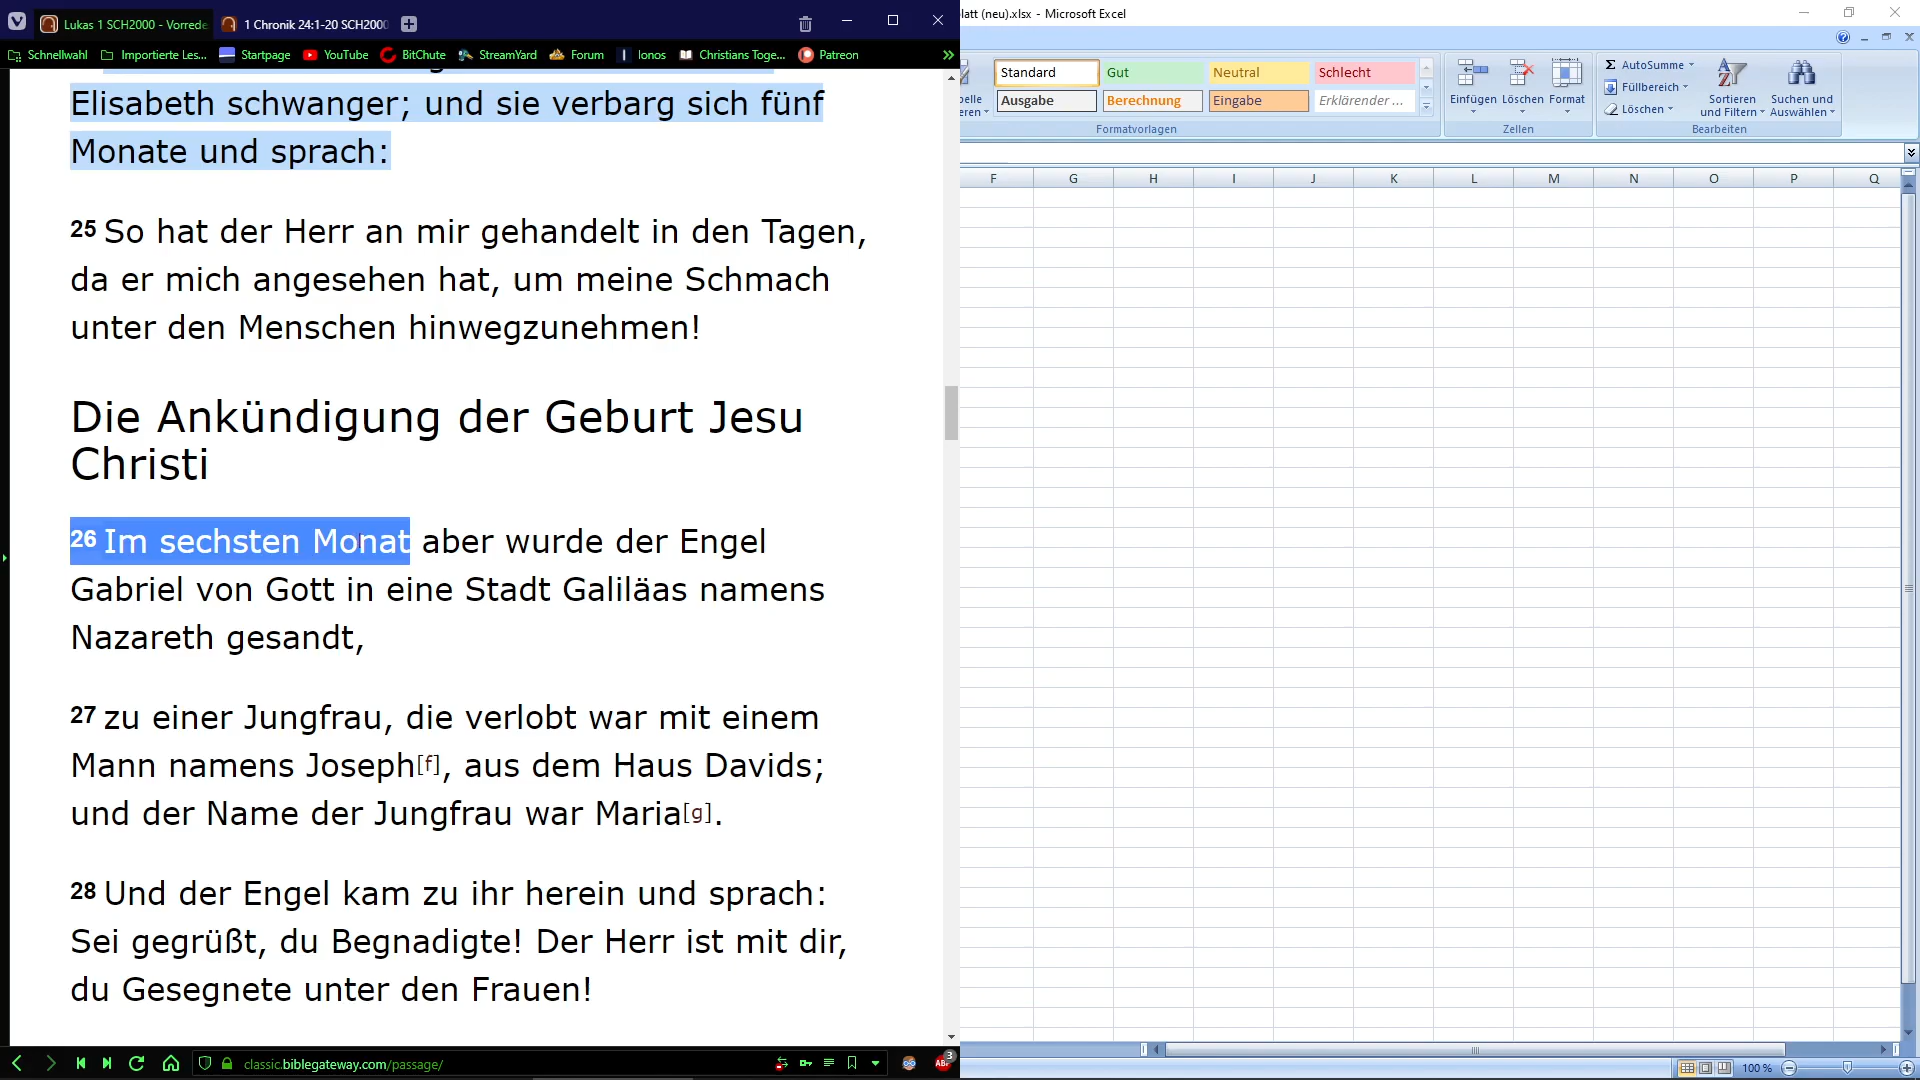 Lukas 1 SCH2000 - Vorrede
1 Chronik 24:1-20 SCH2000
latt (neu).xlsx - Microsoft Excel
Schnellwahl
Importierte Les...
Startpage
YouTube
BitChute
StreamYard
Forum
Ionos
Christians Toge...
Patreon
Elisabeth schwanger; und sie verbarg sich fünf
Monate und sprach:
25 So hat der Herr an mir gehandelt in den Tagen,
da er mich angesehen hat, um meine Schmach
unter den Menschen hinwegzunehmen!
Die Ankündigung der Geburt Jesu
Christi
26 Im sechsten Monat aber wurde der Engel
Gabriel von Gott in eine Stadt Galiläas namens
Nazareth gesandt,
27 zu einer Jungfrau, die verlobt war mit einem
Mann namens Joseph[f], aus dem Haus Davids;
und der Name der Jungfrau war Maria[g].
28 Und der Engel kam zu ihr herein und sprach:
Sei gegrüßt, du Begnadigte! Der Herr ist mit dir,
du Gesegnete unter den Frauen!
classic.biblegateway.com/passage/
ABP
3
belle
eren
Standard
Gut
Neutral
Schlecht
Ausgabe
Berechnung
Eingabe
Erklärender ...
Formatvorlagen
Einfügen Löschen Format
Zellen
Σ AutoSumme
Füllbereich
Löschen
Sortieren
und Filtern
Suchen und
Auswählen
Bearbeiten
F G H I J K L M N O P Q
100 %